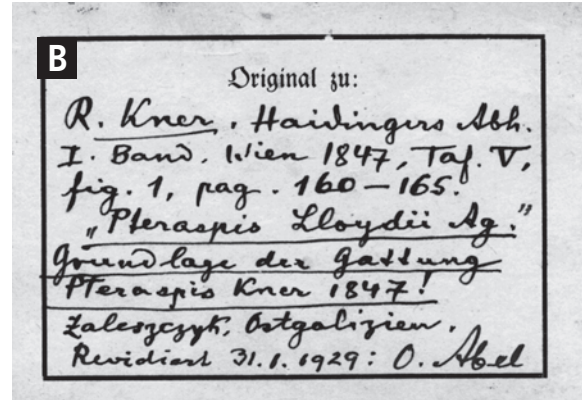 B
Original zu:
R. Kner. Haidingers Abh.
I. Band. Wien 1847, Taf. V,
fig. 1, pag. 160–165.
„Pteraspis Lloydii Ag."
Grundlage der Gattung
Pteraspis Kner 1847!
Zaleszczyk, Ostgalizien.
Revidiert 31.1.1929: O. Abel